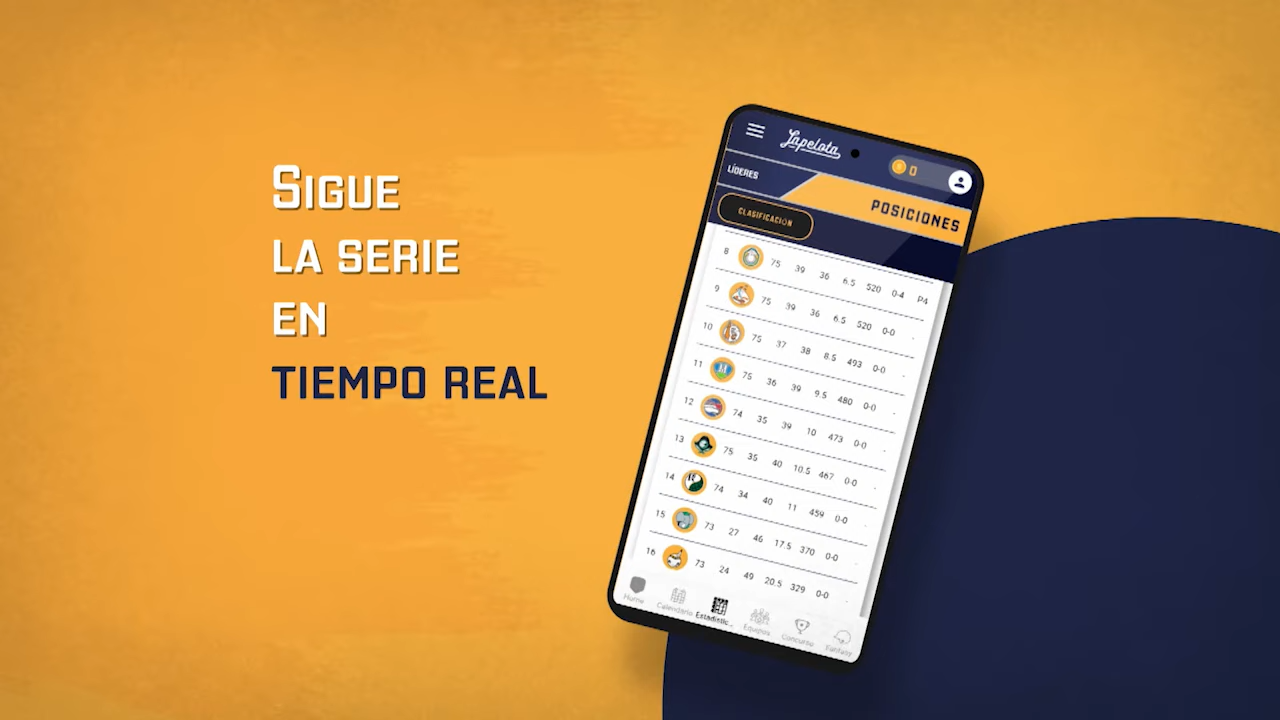 Sigue
la serie
en
tiempo real
Lapelota
0
LÍDERES
POSICIONES
CLASIFICACIÓN
8 75 39 36 6.5 520 0-4 P4
9 75 39 36 6.5 520 0-0 .
10 75 37 38 8.5 493 0-0 .
11 75 36 39 9.5 480 0-0 .
12 74 35 39 10 473 0-0 .
13 75 35 40 10.5 467 0-0 .
14 74 34 40 11 459 0-0 .
15 73 27 46 17.5 370 0-0 .
16 73 24 49 20.5 329 0-0 .
Home Calendario Estadístic... Equipos Concurso Fantasy